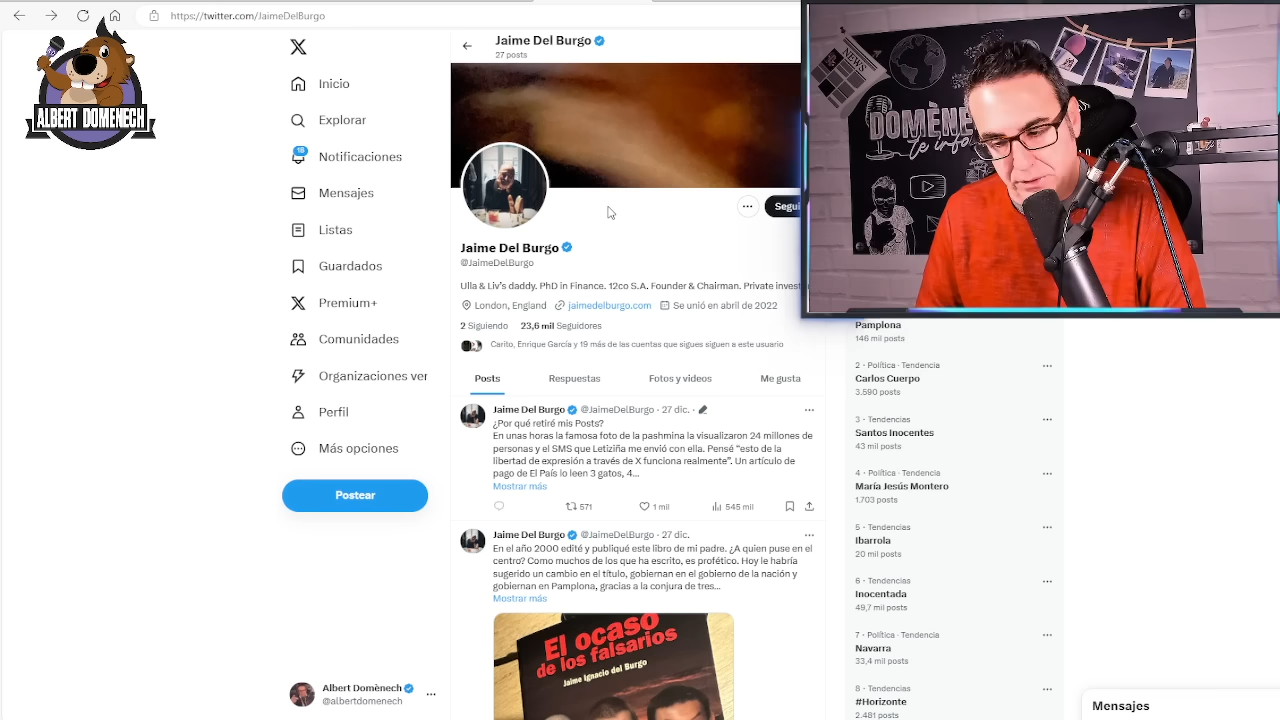 https://twitter.com/JaimeDelBurgo
ALBERT DOMENECH
Inicio
Explorar
18
Notificaciones
Mensajes
Listas
Guardados
Premium+
Comunidades
Organizaciones ver
Perfil
Más opciones
Postear
Albert Domènech
@albertdomenech
Jaime Del Burgo
27 posts
Segui
Jaime Del Burgo
@JaimeDelBurgo
Ulla & Liv's daddy. PhD in Finance. 12co S.A. Founder & Chairman. Private invest
London, England jaimedelburgo.com Se unió en abril de 2022
2 Siguiendo 23,6 mil Seguidores
Carito, Enrique García y 19 más de las cuentas que sigues siguen a este usuario
Posts Respuestas Fotos y videos Me gusta
Jaime Del Burgo @JaimeDelBurgo · 27 dic. ·
¿Por qué retiré mis Posts?
En unas horas la famosa foto de la pashmina la visualizaron 24 millones de
personas y el SMS que Letiziña me envió con ella. Pensé "esto de la
libertad de expresión a través de X funciona realmente". Un artículo de
pago de El País lo leen 3 gatos, 4...
Mostrar más
571 1 mil 545 mil
Jaime Del Burgo @JaimeDelBurgo · 27 dic.
En el año 2000 edité y publiqué este libro de mi padre. ¿A quien puse en el
centro? Como muchos de los que ha escrito, es profético. Hoy le habría
sugerido un cambio en el título, gobiernan en el gobierno de la nación y
gobiernan en Pamplona, gracias a la conjura de tres...
Mostrar más
El ocaso
de los falsarios
Jaime Ignacio del Burgo
NEWS
DOMÈNE
te info
Pamplona
146 mil posts
2 · Política · Tendencia
Carlos Cuerpo
3.590 posts
3 · Tendencias
Santos Inocentes
43 mil posts
4 · Política · Tendencia
María Jesús Montero
1.703 posts
5 · Tendencias
Ibarrola
20 mil posts
6 · Tendencias
Inocentada
49,7 mil posts
7 · Política · Tendencia
Navarra
33,4 mil posts
8 · Tendencias
#Horizonte
2.481 posts
Mensajes